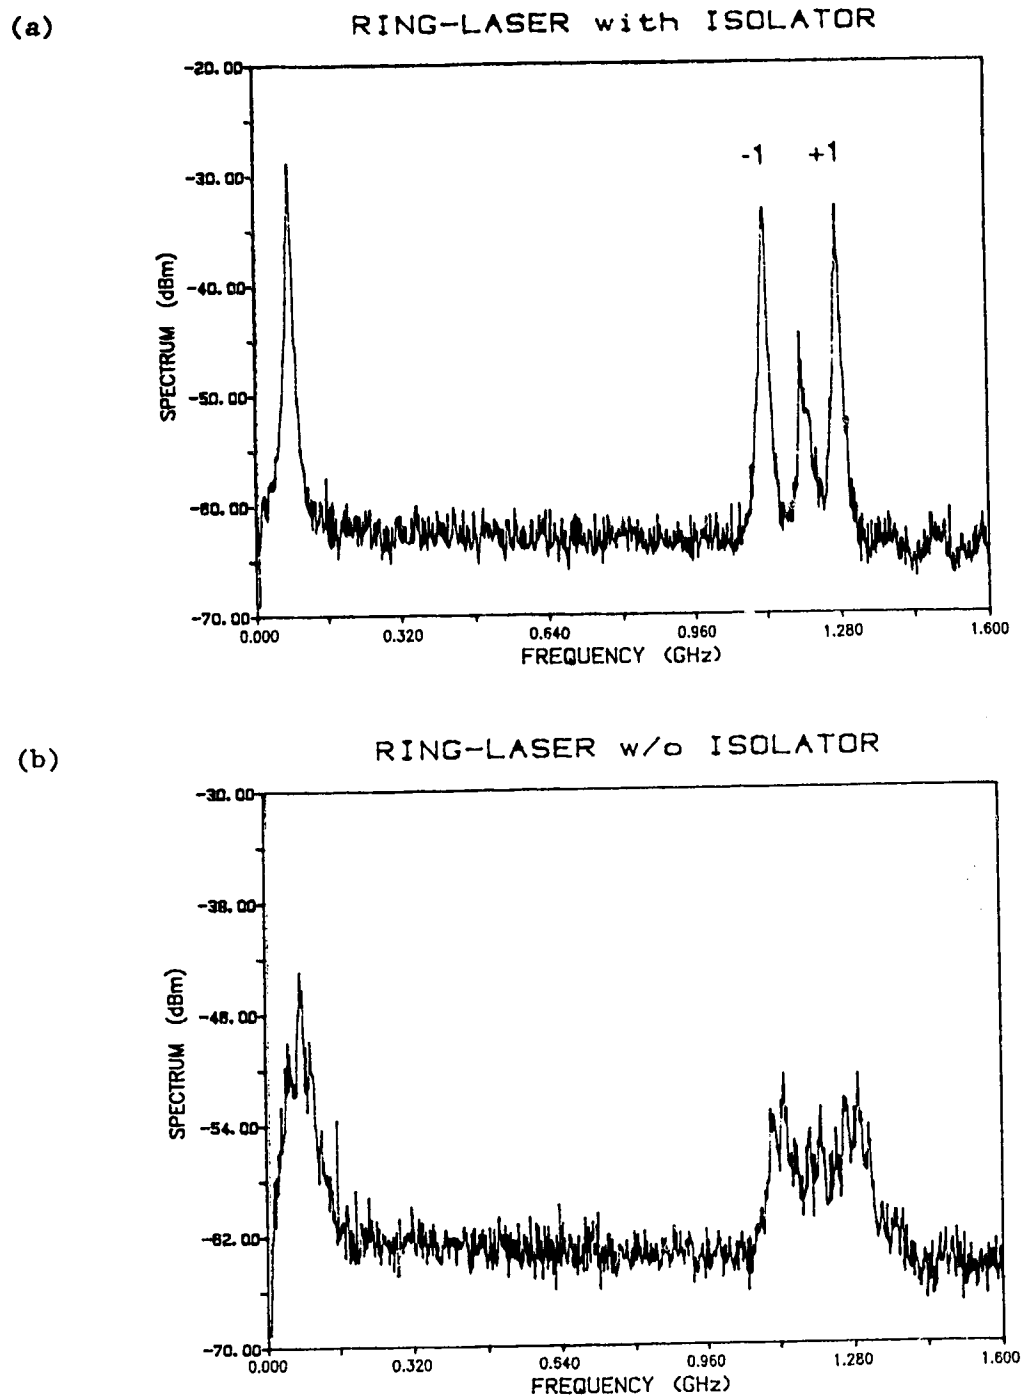 (a)
RING-LASER with ISOLATOR
-20.00
-30.00
-40.00
-50.00
-60.00
-70.00
SPECTRUM (dBm)
-1 +1
0.000 0.320 0.640 0.960 1.280 1.600
FREQUENCY (GHz)
(b)
RING-LASER w/o ISOLATOR
-30.00
-38.00
-46.00
-54.00
-62.00
-70.00
SPECTRUM (dBm)
0.000 0.320 0.640 0.960 1.280 1.600
FREQUENCY (GHz)